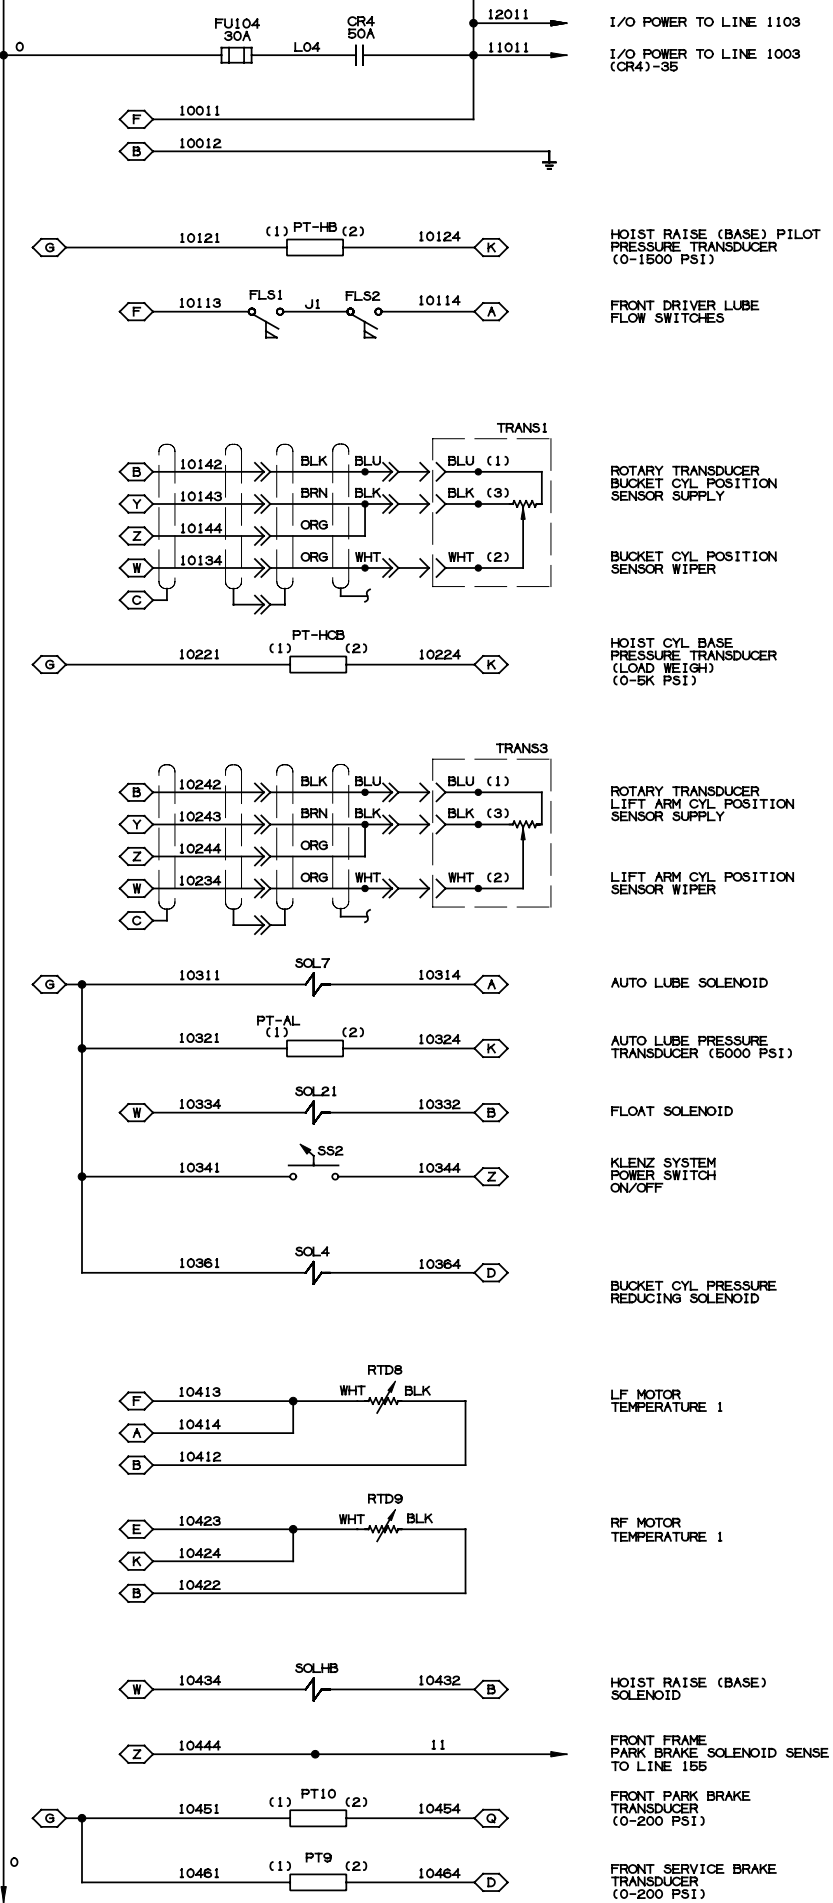 12011 I/O POWER TO LINE 1103
FU104 CR4
30A 50A
0 L04 11011 I/O POWER TO LINE 1003
(CR4)-35
F 10011
B 10012
G 10121 (1) PT-HB (2) 10124 K HOIST RAISE (BASE) PILOT
PRESSURE TRANSDUCER
(0-1500 PSI)
F 10113 FLS1 J1 FLS2 10114 A FRONT DRIVER LUBE
FLOW SWITCHES
TRANS1
B 10142 BLK BLU BLU (1) ROTARY TRANSDUCER
BUCKET CYL POSITION
SENSOR SUPPLY
Y 10143 BRN BLK BLK (3)
Z 10144 ORG
W 10134 ORG WHT WHT (2) BUCKET CYL POSITION
SENSOR WIPER
C
PT-HCB
G 10221 (1) (2) 10224 K HOIST CYL BASE
PRESSURE TRANSDUCER
(LOAD WEIGH)
(0-5K PSI)
TRANS3
B 10242 BLK BLU BLU (1) ROTARY TRANSDUCER
LIFT ARM CYL POSITION
SENSOR SUPPLY
Y 10243 BRN BLK BLK (3)
Z 10244 ORG
W 10234 ORG WHT WHT (2) LIFT ARM CYL POSITION
SENSOR WIPER
C
G 10311 SOL7 10314 A AUTO LUBE SOLENOID
PT-AL
10321 (1) (2) 10324 K AUTO LUBE PRESSURE
TRANSDUCER (5000 PSI)
W 10334 SOL21 10332 B FLOAT SOLENOID
10341 SS2 10344 Z KLENZ SYSTEM
POWER SWITCH
ON/OFF
10361 SOL4 10364 D
BUCKET CYL PRESSURE
REDUCING SOLENOID
RTD8
F 10413 WHT BLK LF MOTOR
TEMPERATURE 1
A 10414
B 10412
RTD9
E 10423 WHT BLK RF MOTOR
TEMPERATURE 1
K 10424
B 10422
W 10434 SOLHB 10432 B HOIST RAISE (BASE)
SOLENOID
Z 10444 11 FRONT FRAME
PARK BRAKE SOLENOID SENSE
TO LINE 155
G 10451 (1) PT10 (2) 10454 Q FRONT PARK BRAKE
TRANSDUCER
(0-200 PSI)
0
10461 (1) PT9 (2) 10464 D FRONT SERVICE BRAKE
TRANSDUCER
(0-200 PSI)